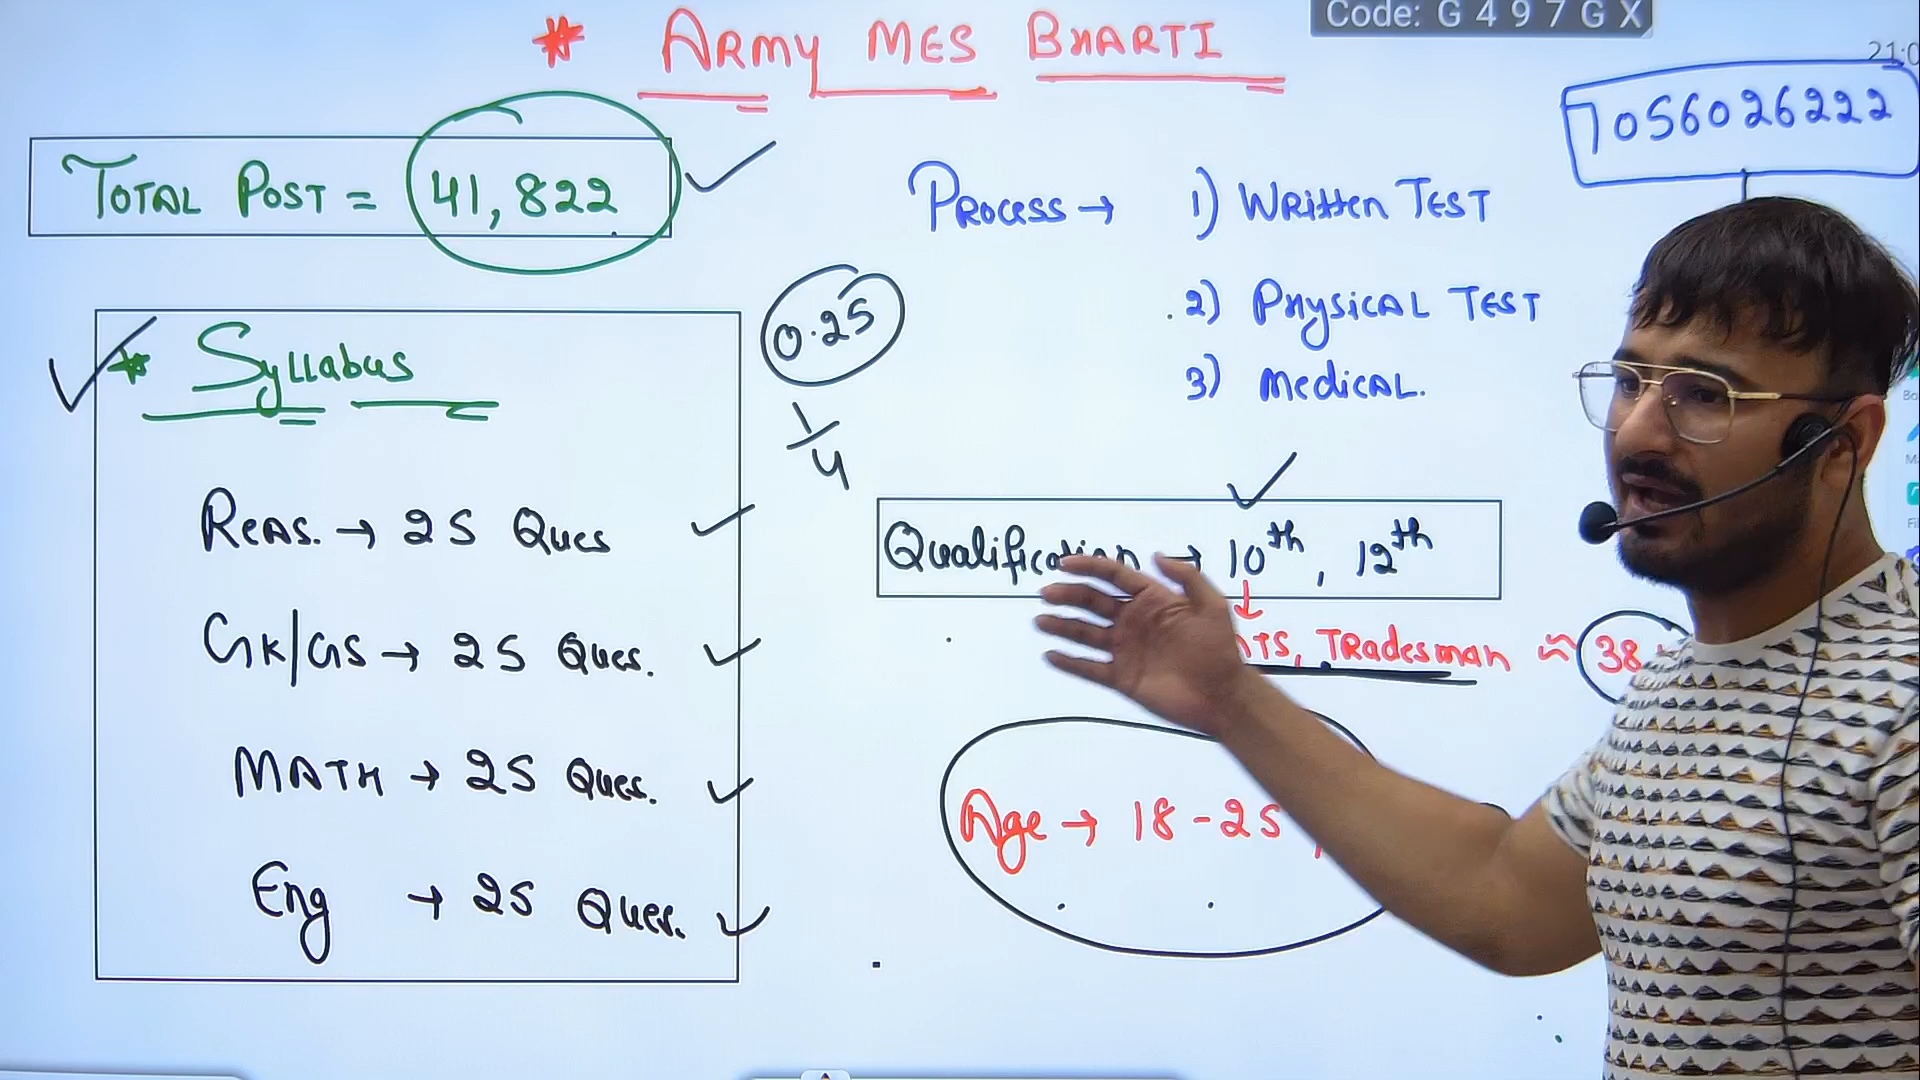 Code: G 4 9 7 G X
* ARMY MES BHARTI
7056026222
TOTAL POST = 41,822
PROCESS → 1) WRitten TEST
2) PHysicAL TEST
3) MedicAL.
0.25
1/4
* Syllabus
Qualification → 10th, 12th
REAS. → 25 Ques
GK/GS → 25 Ques.
TRadesman ≈ 38
MATH → 25 Ques.
Age → 18-25
Eng → 25 Ques.